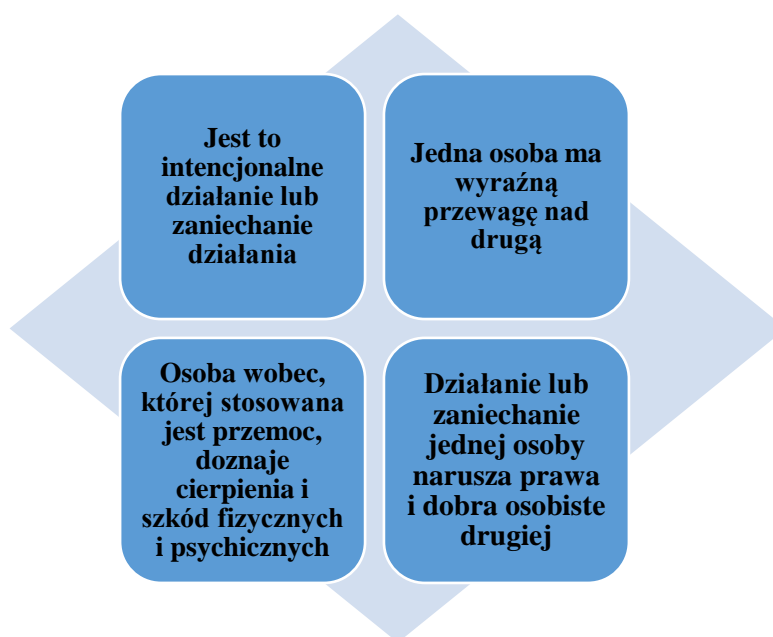 Jest to
intencjonalne
działanie lub
zaniechanie
działania
Jedna osoba ma
wyraźną
przewagę nad
drugą
Osoba wobec,
której stosowana
jest przemoc,
doznaje
cierpienia i
szkód fizycznych
i psychicznych
Działanie lub
zaniechanie
jednej osoby
narusza prawa
i dobra osobiste
drugiej